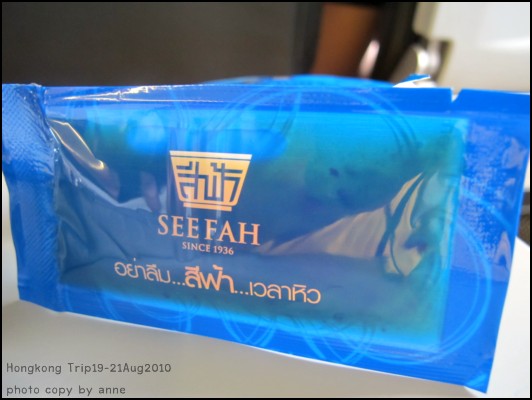 สีฟ้า
SEEFAH
SINCE 1936
อย่าลืม...สีฟ้า...เวลาหิว
Hongkong Trip19-21Aug2010
photo copy by anne